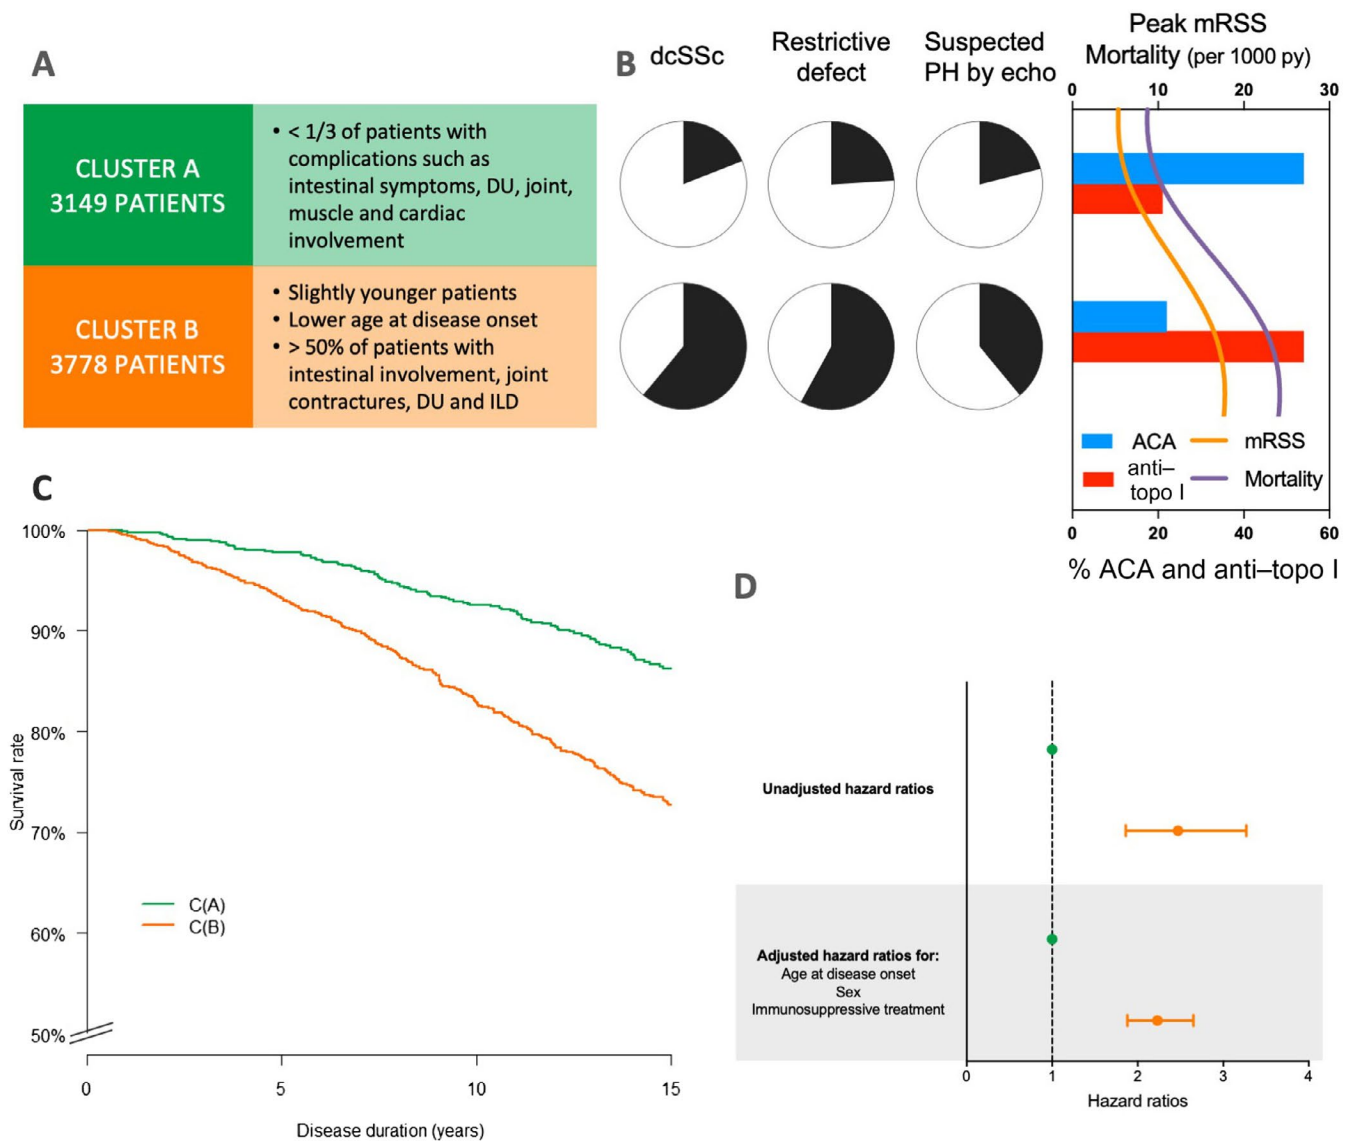 A
CLUSTER A
3149 PATIENTS
• < 1/3 of patients with
complications such as
intestinal symptoms, DU, joint,
muscle and cardiac
involvement
CLUSTER B
3778 PATIENTS
• Slightly younger patients
• Lower age at disease onset
• > 50% of patients with
intestinal involvement, joint
contractures, DU and ILD
B
dcSSc
Restrictive
defect
Suspected
PH by echo
Peak mRSS
Mortality (per 1000 py)
0 10 20 30
ACA
mRSS
anti–
topo I
Mortality
0 20 40 60
% ACA and anti–topo I
C
100%
90%
80%
70%
60%
50%
Survival rate
C(A)
C(B)
0 5 10 15
Disease duration (years)
D
Unadjusted hazard ratios
Adjusted hazard ratios for:
Age at disease onset
Sex
Immunosuppressive treatment
0 1 2 3 4
Hazard ratios